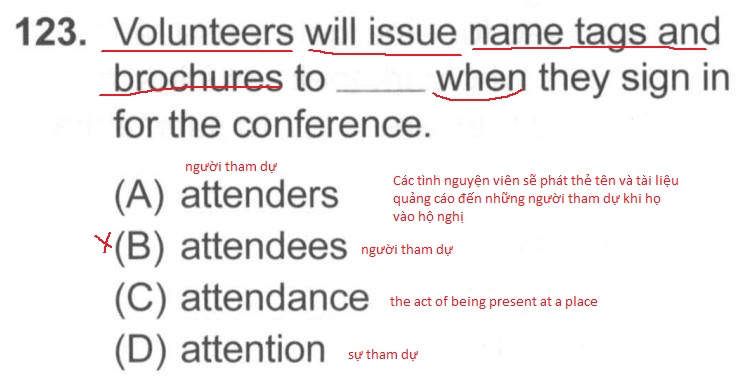 123. Volunteers will issue name tags and
brochures to _____ when they sign in
for the conference.
người tham dự
(A) attenders
Các tình nguyện viên sẽ phát thẻ tên và tài liệu
quảng cáo đến những người tham dự khi họ
vào hộ nghị
(B) attendees người tham dự
(C) attendance the act of being present at a place
(D) attention sự tham dự